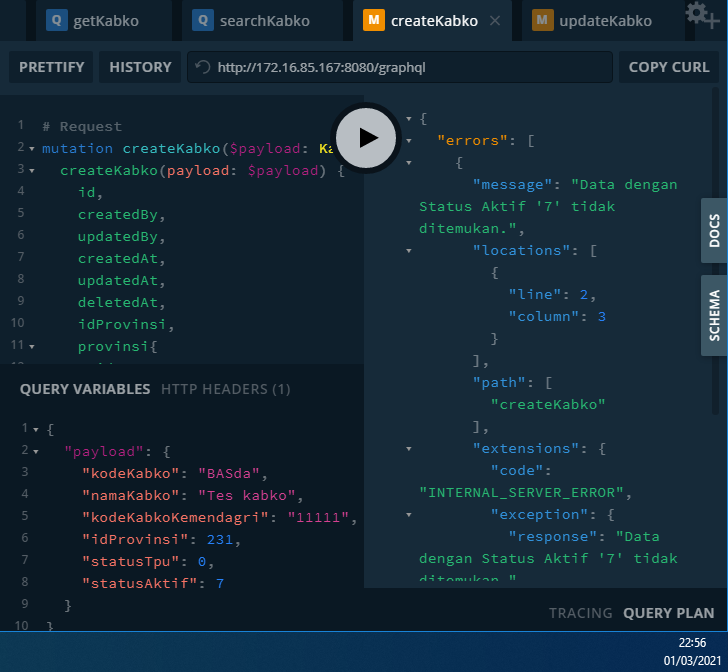 Q getKabko
Q searchKabko
M createKabko ×
M updateKabko
PRETTIFY
HISTORY
http://172.16.85.167:8080/graphql
COPY CURL
1 # Request
2 mutation createKabko($payload:
3 createKabko(payload: $payload) {
4 id,
5 createdBy,
6 updatedBy,
7 createdAt,
8 updatedAt,
9 deletedAt,
10 idProvinsi,
11 provinsi{
{
"errors": [
{
"message": "Data dengan
Status Aktif '7' tidak
ditemukan.",
"locations": [
{
"line": 2,
"column": 3
}
],
"path": [
"createKabko"
],
"extensions": {
"code":
"INTERNAL_SERVER_ERROR",
"exception": {
"response": "Data
dengan Status Aktif '7' tidak
ditemukan."
DOCS
SCHEMA
QUERY VARIABLES HTTP HEADERS (1)
1 {
2 "payload": {
3 "kodeKabko": "BASda",
4 "namaKabko": "Tes kabko",
5 "kodeKabkoKemendagri": "11111",
6 "idProvinsi": 231,
7 "statusTpu": 0,
8 "statusAktif": 7
9 }
10 }
TRACING QUERY PLAN
22:56
01/03/2021